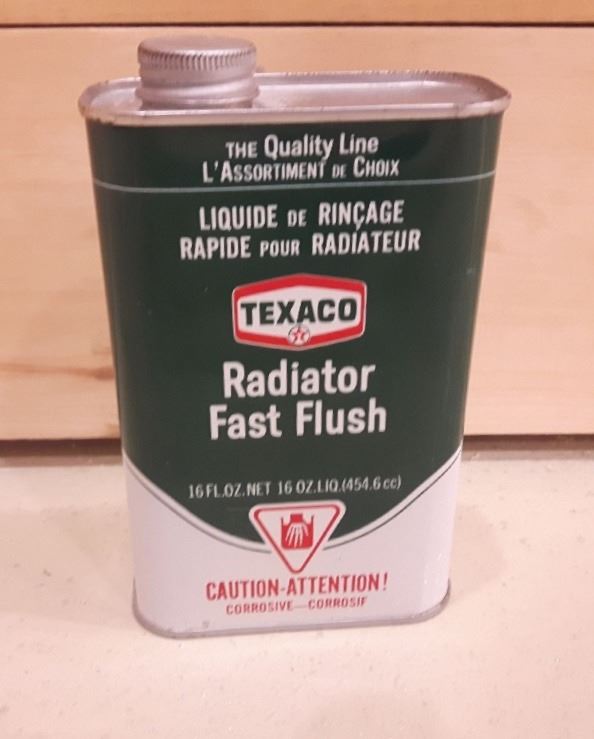 THE Quality Line
L'ASSORTIMENT DE CHOIX
LIQUIDE DE RINÇAGE
RAPIDE POUR RADIATEUR
TEXACO
T
Radiator
Fast Flush
16 FL.OZ.NET 16 OZ.LIQ.(454.6 cc)
CAUTION-ATTENTION!
CORROSIVE—CORROSIF